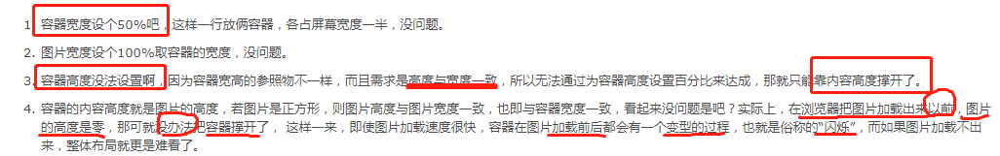 1. 容器宽度设个50%吧，这样一行放俩容器，各占屏幕宽度一半，没问题。
2. 图片宽度设个100%取容器的宽度，没问题。
3. 容器高度没法设置啊，因为容器宽高的参照物不一样，而且需求是高度与宽度一致，所以无法通过为容器高度设置百分比来达成，那就只能靠内容高度撑开了。
4. 容器的内容高度就是图片的高度，若图片是正方形，则图片高度与图片宽度一致，也即与容器宽度一致，看起来没问题是吧？实际上，在浏览器把图片加载出来以前，图片
的高度是零，那可就没办法把容器撑开了， 这样一来，即使图片加载速度很快，容器在图片加载前后都会有一个变型的过程，也就是俗称的“闪烁”，而如果图片加载不出
来，整体布局就更是难看了。